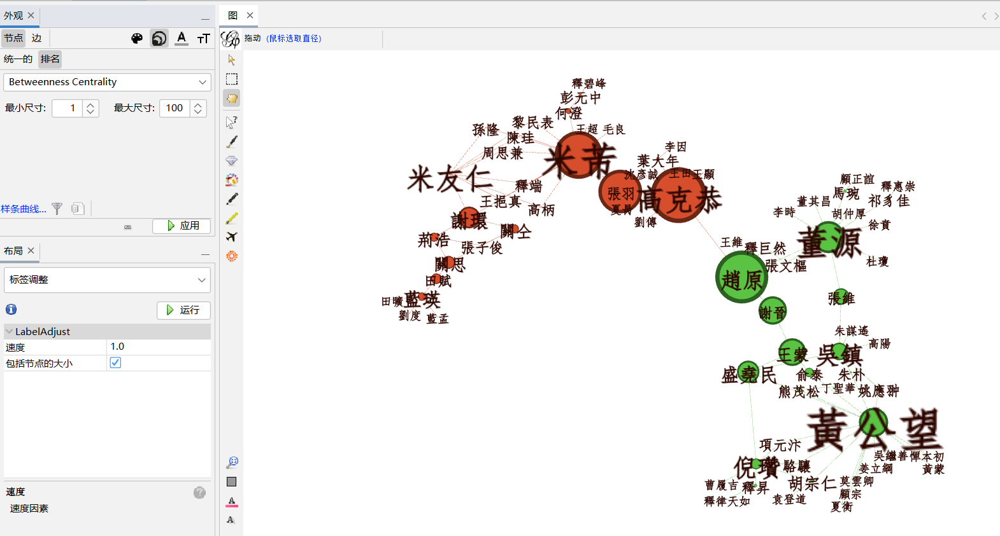 外观
节点 边
统一的 排名
Betweenness Centrality
最小尺寸: 1 最大尺寸: 100
样条曲线...
应用
布局
标签调整
运行
LabelAdjust
速度 1.0
包括节点的大小
速度
速度因素
图
拖动 (鼠标选取直径)
釋碧峰
彭元中
何澄
黎民表
孫隆
陳珪
周思兼
王超
毛良
米芾
米友仁
釋端
王挹真
高柄
謝環
關仝
荊浩
張子俊
關思
田賦
田曠
藍瑛
劉度
藍孟
李因
葉大年
沈彥誠
王顯
張羽
高克恭
劉傳
王維
釋巨然
張文樞
趙原
謝晉
王蒙
盛堯民
顧正誼
釋惠崇
馬琬
祁豸佳
董其昌
胡仲厚
李時
徐賁
董源
杜瓊
張維
朱謀遙
高陽
吳鎮
俞泰
朱朴
熊茂松
丁聖華
姚應翀
黃公望
項元汴
吳繼善
惲本初
姜立綱
黃蒙
倪瓚
駱驤
胡宗仁
莫雲卿
曹履吉
釋昇
顧宗
釋律天如
袁登道
夏衡